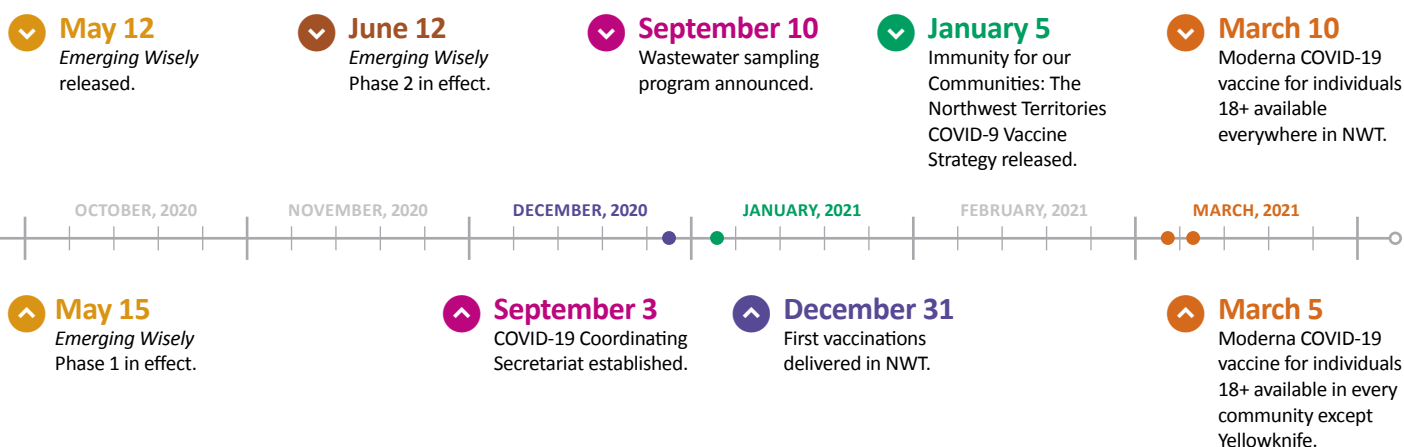 May 12
Emerging Wisely
released.
June 12
Emerging Wisely
Phase 2 in effect.
September 10
Wastewater sampling
program announced.
January 5
Immunity for our
Communities: The
Northwest Territories
COVID-9 Vaccine
Strategy released.
March 10
Moderna COVID-19
vaccine for individuals
18+ available
everywhere in NWT.
OCTOBER, 2020
NOVEMBER, 2020
DECEMBER, 2020
JANUARY, 2021
FEBRUARY, 2021
MARCH, 2021
May 15
Emerging Wisely
Phase 1 in effect.
September 3
COVID-19 Coordinating
Secretariat established.
December 31
First vaccinations
delivered in NWT.
March 5
Moderna COVID-19
vaccine for individuals
18+ available in every
community except
Yellowknife.